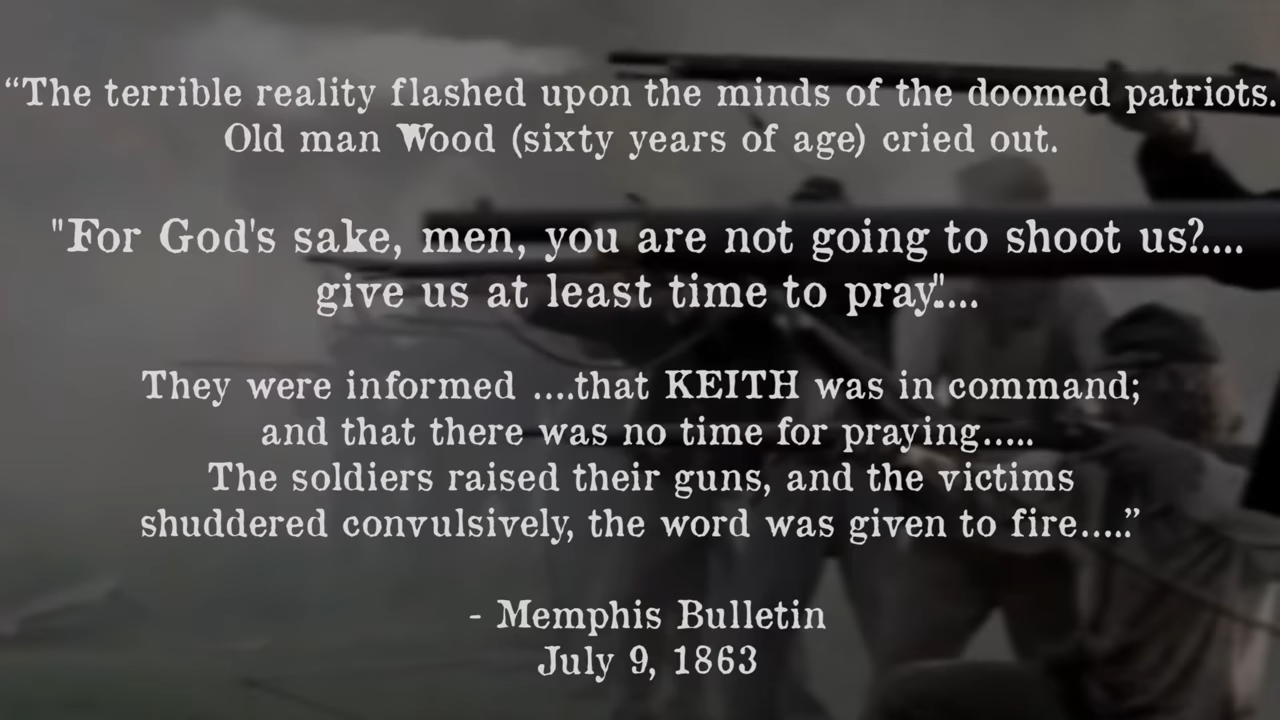 “The terrible reality flashed upon the minds of the doomed patriots.
Old man Wood (sixty years of age) cried out.
"For God's sake, men, you are not going to shoot us?....
give us at least time to pray"....
They were informed ....that KEITH was in command;
and that there was no time for praying.....
The soldiers raised their guns, and the victims
shuddered convulsively, the word was given to fire....."
- Memphis Bulletin
July 9, 1863